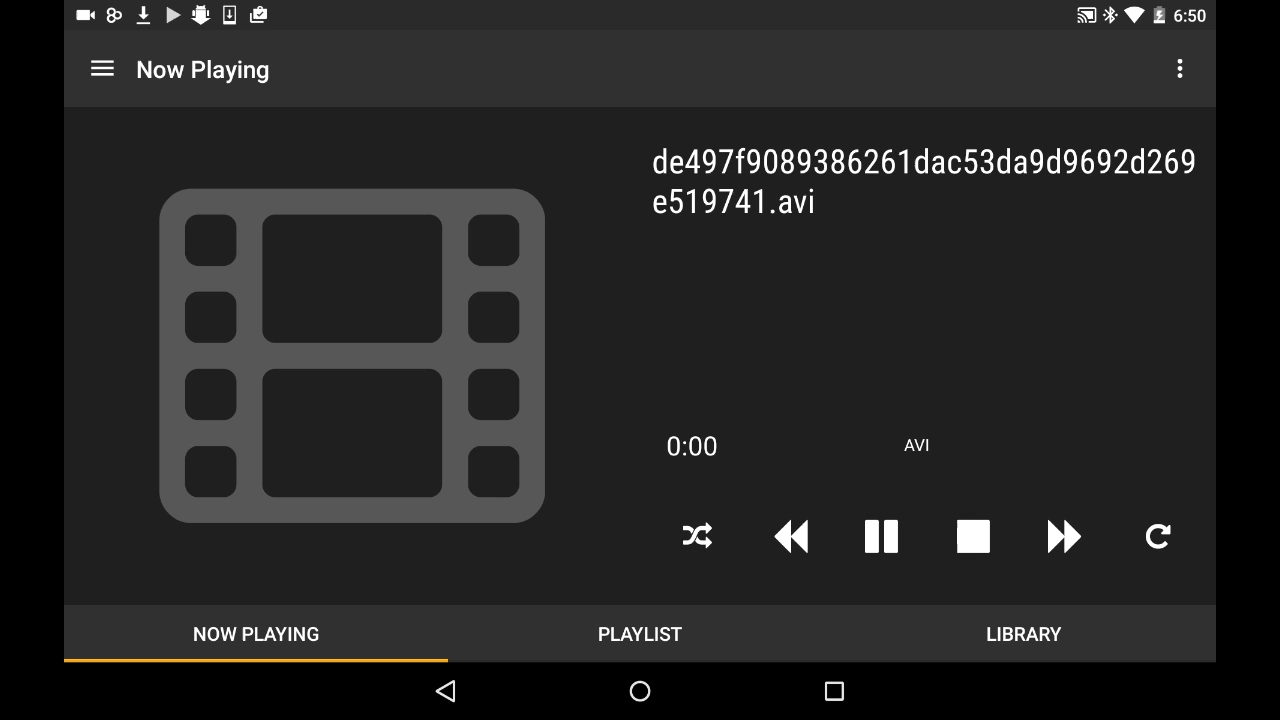 6:50
Now Playing
de497f9089386261dac53da9d9692d269
e519741.avi
0:00
AVI
NOW PLAYING
PLAYLIST
LIBRARY